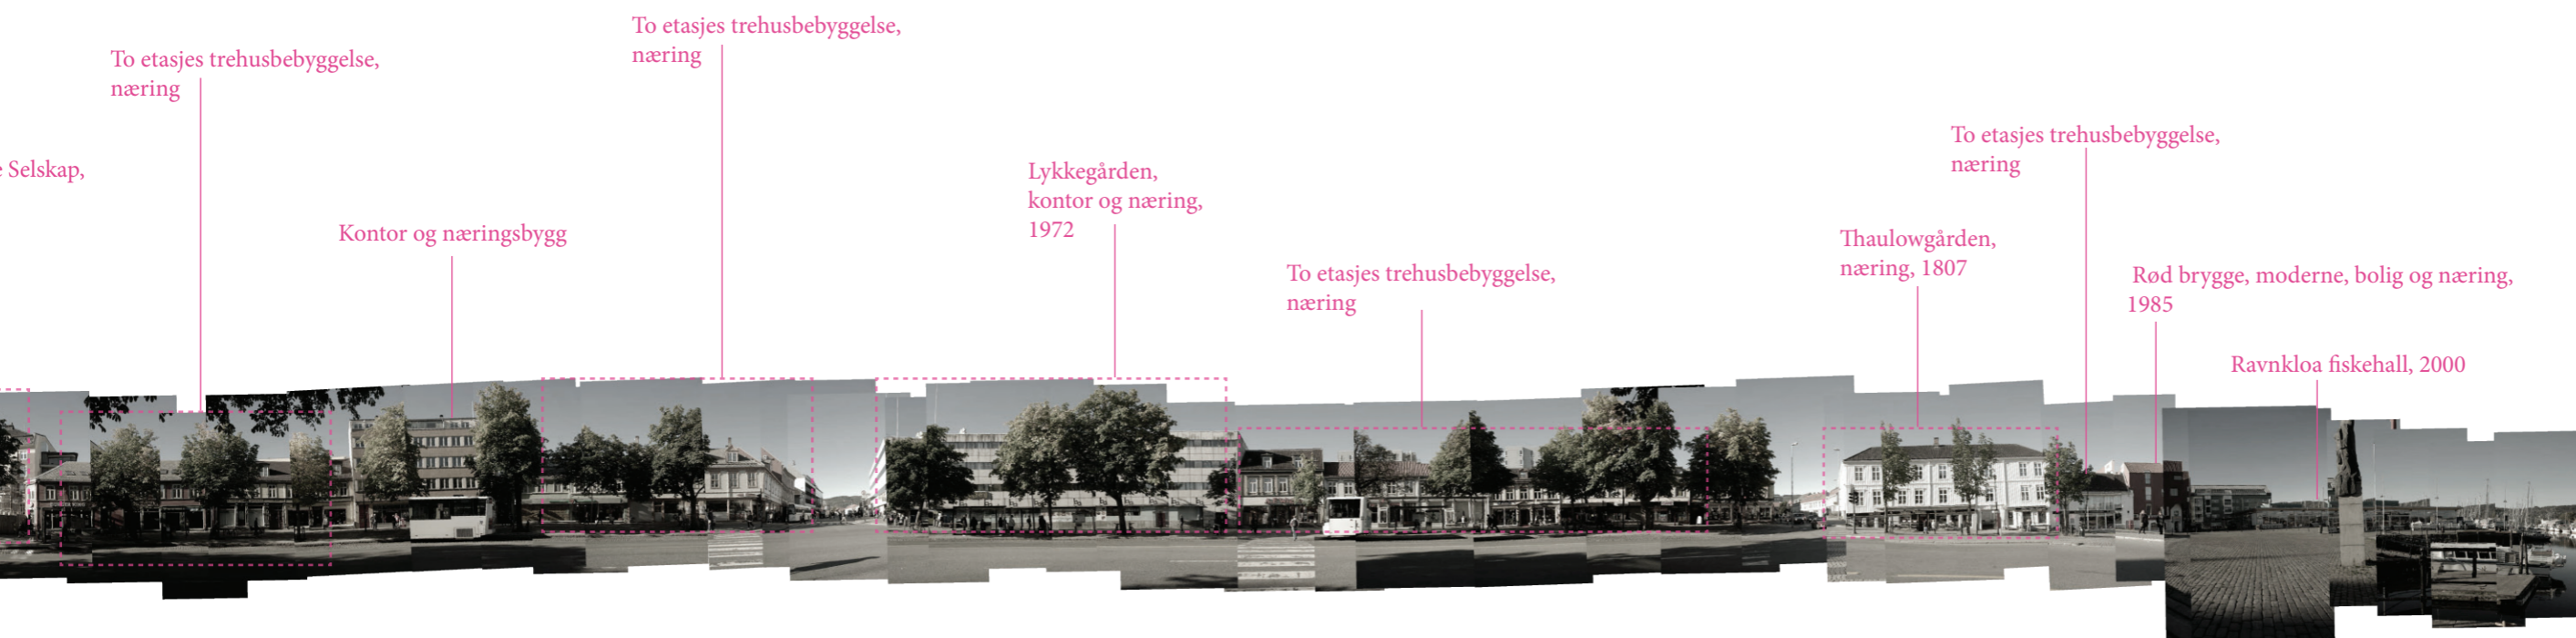 To etasjes trehusbebyggelse,
næring
To etasjes trehusbebyggelse,
næring
e Selskap,
Kontor og næringsbygg
Lykkegården,
kontor og næring,
1972
To etasjes trehusbebyggelse,
næring
To etasjes trehusbebyggelse,
næring
Thaulowgården,
næring, 1807
Rød brygge, moderne, bolig og næring,
1985
Ravnkloa fiskehall, 2000